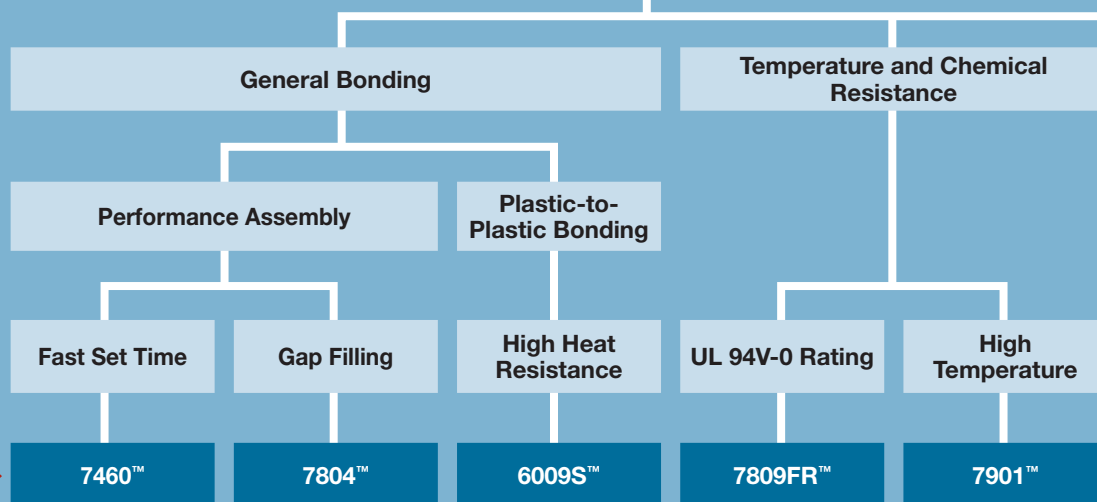 General Bonding
Temperature and Chemical
Resistance
Performance Assembly
Plastic-to-
Plastic Bonding
Fast Set Time
Gap Filling
High Heat
Resistance
UL 94V-0 Rating
High
Temperature
7460™
7804™
6009S™
7809FR™
7901™